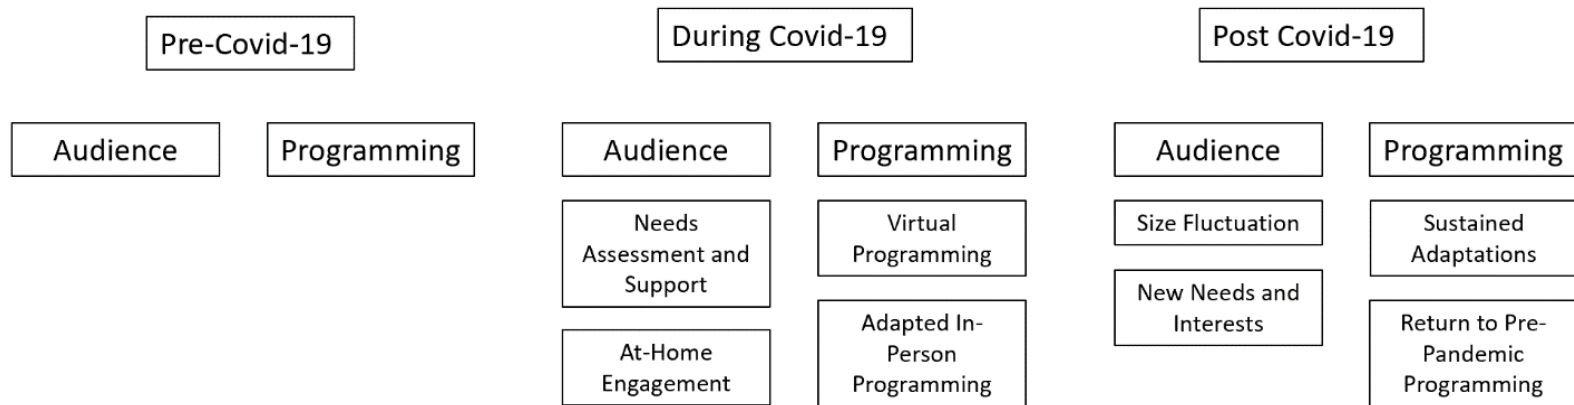 Pre-Covid-19
During Covid-19
Post Covid-19
Audience
Programming
Audience
Programming
Audience
Programming
Needs
Assessment and
Support
At-Home
Engagement
Virtual
Programming
Adapted In-
Person
Programming
Size Fluctuation
New Needs and
Interests
Sustained
Adaptations
Return to Pre-
Pandemic
Programming